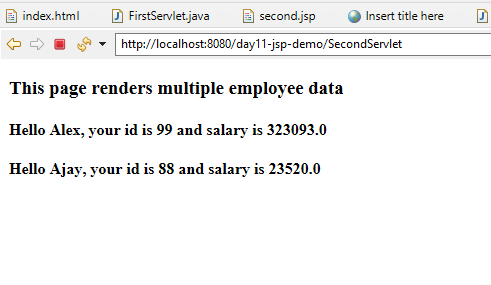 index.html FirstServlet.java second.jsp Insert title here
http://localhost:8080/day11-jsp-demo/SecondServlet
This page renders multiple employee data
Hello Alex, your id is 99 and salary is 323093.0
Hello Ajay, your id is 88 and salary is 23520.0